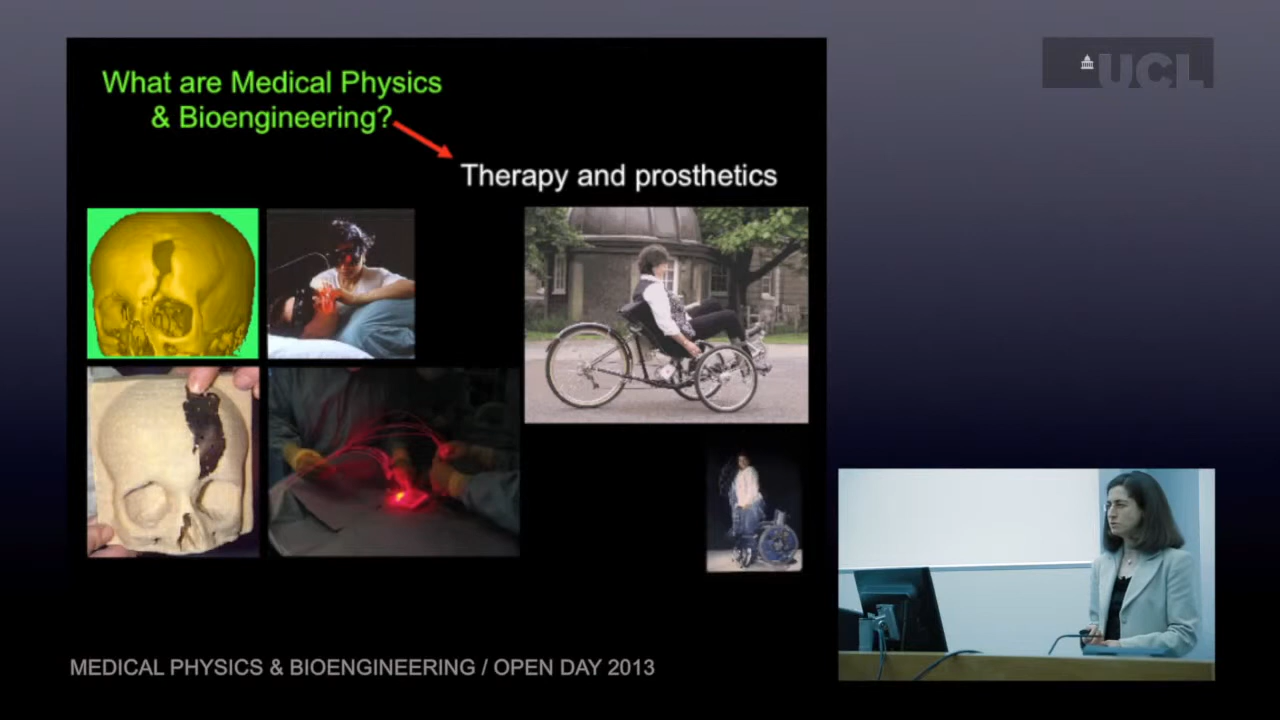 What are Medical Physics
& Bioengineering?
Therapy and prosthetics
UCL
MEDICAL PHYSICS & BIOENGINEERING / OPEN DAY 2013